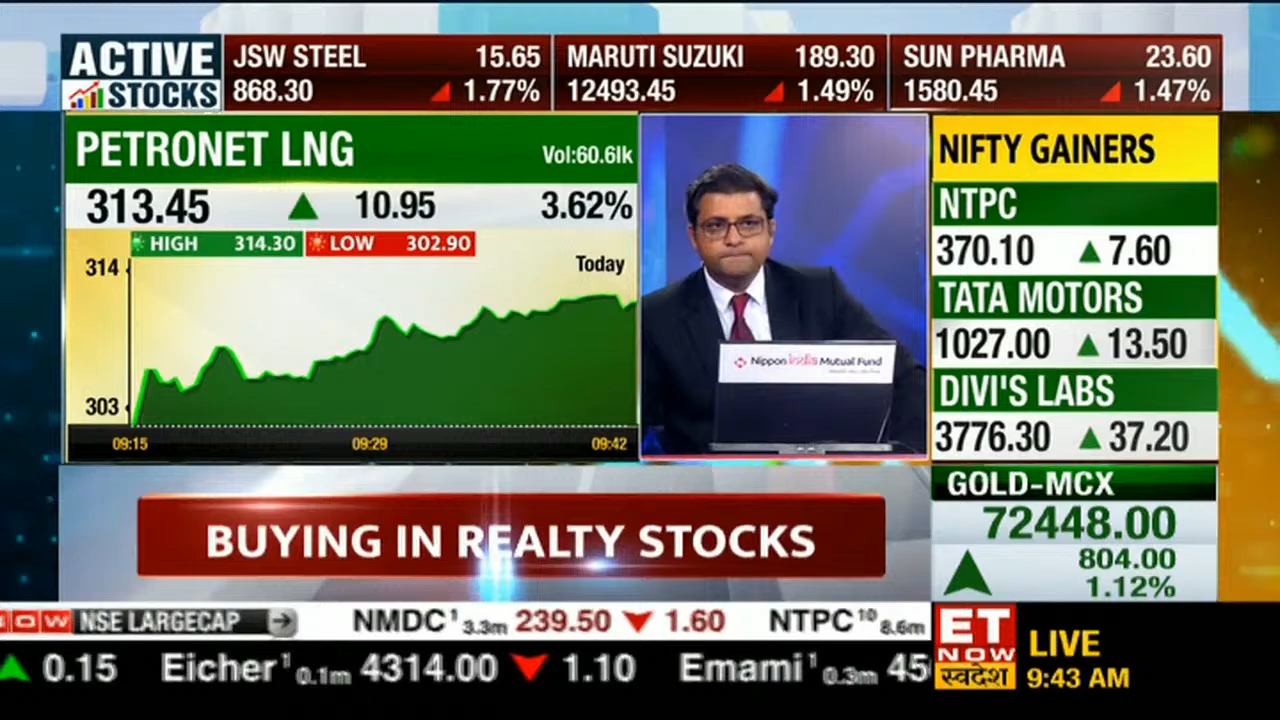 ACTIVE STOCKS
JSW STEEL 15.65
868.30 1.77%
MARUTI SUZUKI 189.30
12493.45 1.49%
SUN PHARMA 23.60
1580.45 1.47%
PETRONET LNG Vol:60.6lk
313.45 10.95 3.62%
HIGH 314.30 LOW 302.90
Today
314
303
09:15 09:29 09:42
Nippon India Mutual Fund
NIFTY GAINERS
NTPC
370.10 7.60
TATA MOTORS
1027.00 13.50
DIVI'S LABS
3776.30 37.20
GOLD-MCX
72448.00
804.00
1.12%
BUYING IN REALTY STOCKS
OW NSE LARGECAP NMDC¹ 3.3m 239.50 1.60 NTPC¹⁰ 8.6m
0.15 Eicher¹ 0.1m 4314.00 1.10 Emami¹ 0.3m 45
ET NOW स्वदेश
LIVE
9:43 AM